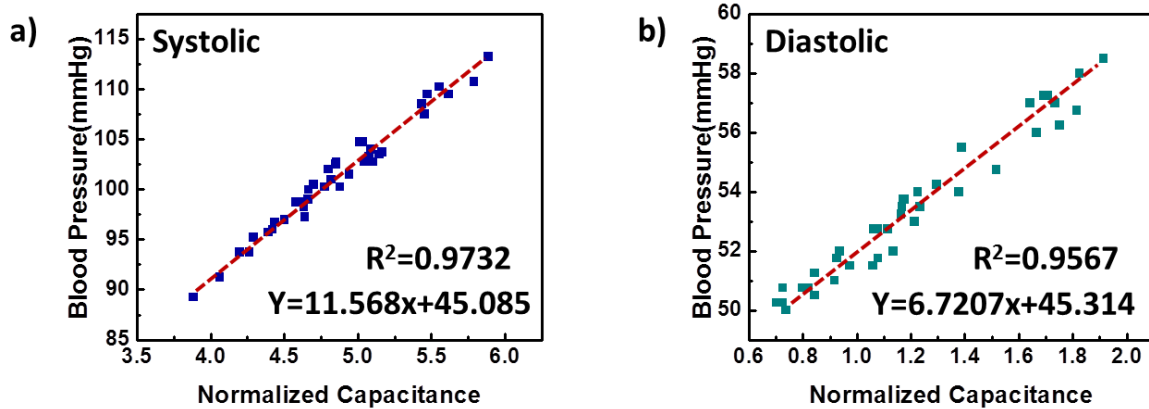 a)
Systolic
Blood Pressure(mmHg)
115
110
105
100
95
90
85
R²=0.9732
Y=11.568x+45.085
3.5 4.0 4.5 5.0 5.5 6.0
Normalized Capacitance
b)
Diastolic
Blood Pressure(mmHg)
60
58
56
54
52
50
R²=0.9567
Y=6.7207x+45.314
0.6 0.8 1.0 1.2 1.4 1.6 1.8 2.0
Normalized Capacitance